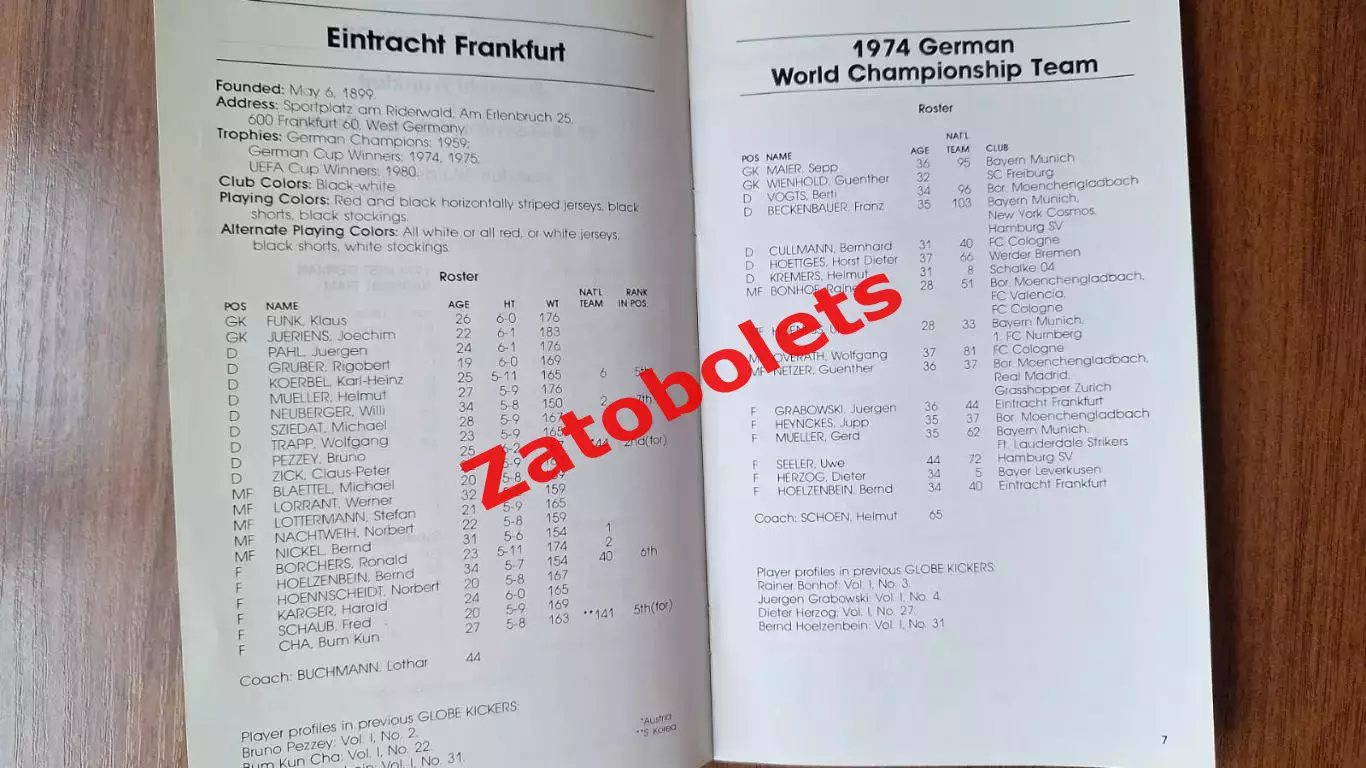 Eintracht Frankfurt
Founded: May 6, 1899.
Address: Sportplatz am Riderwald, Am Erlenbruch 25,
600 Frankfurt 60, West Germany
Trophies: German Champions: 1959;
German Cup Winners: 1974, 1975;
UEFA Cup Winners: 1980.
Club Colors: Black-white
Playing Colors: Red and black horizontally striped jerseys, black
shorts, black stockings.
Alternate Playing Colors: All white or all red, or white jerseys,
black shorts, white stockings
Roster
POS NAME AGE HT WT NAT'L TEAM RANK IN POS.
GK FUNK, Klaus 26 6-0 176
GK JUERIENS, Joachim 22 6-1 183
D PAHL, Juergen 24 6-1 176
D GRUBER, Rigobert 19 6-0 169
D KOERBEL, Karl-Heinz 25 5-11 165 6 5th
D MUELLER, Helmut 27 5-9 176
D NEUBERGER, Willi 34 5-8 150 2 7th
D SZIEDAT, Michael 28 5-9
D TRAPP, Wolfgang 23 5-9 165
D PEZZEY, Bruno 25 6-2 *44 2nd(for)
D ZICK, Claus-Peter
MF BLAETTEL, Michael 20
MF LORRANT, Werner 32 159
MF LOTTERMANN, Stefan 21 5-9 165
MF NACHTWEIH, Norbert 22 5-8 159
MF NICKEL, Bernd 31 5-6 154 1
F BORCHERS, Ronald 23 5-11 174 2
F HOELZENBEIN, Bernd 34 5-7 154 40 6th
F HOENNSCHEIDT, Norbert 20 5-8 167
F KARGER, Harald 24 6-0 165
F SCHAUB, Fred 20 5-9 169
F CHA, Bum Kun 27 5-8 163 **141 5th(for)
Coach: BUCHMANN, Lothar 44
Player profiles in previous GLOBE KICKERS:
Bruno Pezzey: Vol. I, No. 2.
Bum Kun Cha: Vol. I, No. 22
Vol. I, No. 31.
*Austria
**S Korea
1974 German
World Championship Team
Roster
POS NAME AGE NAT'L TEAM CLUB
GK MAIER, Sepp 36 95 Bayern Munich
GK WIENHOLD, Guenther 32 SC Freiburg
D VOGTS, Berti 34 96 Bor. Moenchengladbach
D BECKENBAUER, Franz 35 103 Bayern Munich,
New York Cosmos,
Hamburg SV
D CULLMANN, Bernhard 31 40 FC Cologne
D HOETTGES, Horst Dieter 37 66 Werder Bremen
D KREMERS, Helmut 31 8 Schalke 04
MF BONHOF, Rainer 28 51 Bor. Moenchengladbach,
FC Valencia,
FC Cologne
28 33 Bayern Munich,
1. FC Nurnberg
MF OVERATH, Wolfgang 37 81 FC Cologne
MF NETZER, Guenther 36 37 Bor. Moenchengladbach,
Real Madrid,
Grasshopper Zurich
F GRABOWSKI, Juergen 36 44 Eintracht Frankfurt
F HEYNCKES, Jupp 35 37 Bor. Moenchengladbach
F MUELLER, Gerd 35 62 Bayern Munich,
Ft. Lauderdale Strikers
F SEELER, Uwe 44 72 Hamburg SV
F HERZOG, Dieter 34 5 Bayer Leverkusen
F HOELZENBEIN, Bernd 34 40 Eintracht Frankfurt
Coach: SCHOEN, Helmut 65
Player profiles in previous GLOBE KICKERS:
Rainer Bonhof: Vol. I, No. 3.
Juergen Grabowski: Vol. I, No. 4.
Dieter Herzog: Vol. I, No. 27.
Bernd Hoelzenbein: Vol. I, No. 31
7
Zatobolets